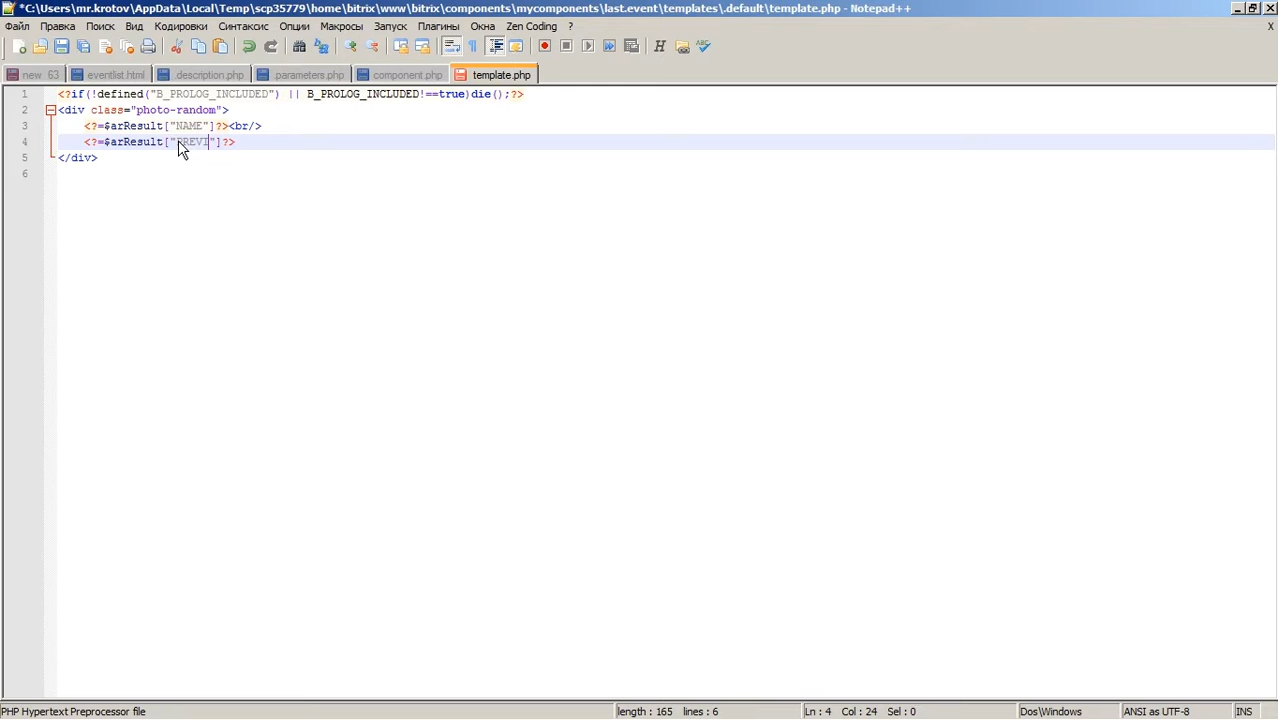 *C:\Users\mr.krotov\AppData\Local\Temp\scp35779\home\bitrix\www\bitrix\components\mycomponents\last.event\templates\.default\template.php - Notepad++
Файл Правка Поиск Вид Кодировки Синтаксис Опции Макросы Запуск Плагины Окна Zen Coding ? X
new 63 eventlist.html description.php parameters.php component.php template.php
1 <?if(!defined("B_PROLOG_INCLUDED") || B_PROLOG_INCLUDED!==true)die();?>
2 <div class="photo-random">
3 <?=$arResult["NAME"]?><br/>
4 <?=$arResult["PREVI"]?>
5 </div>
6
PHP Hypertext Preprocessor file length : 165 lines : 6 Ln : 4 Col : 24 Sel : 0 Dos\Windows ANSI as UTF-8 INS